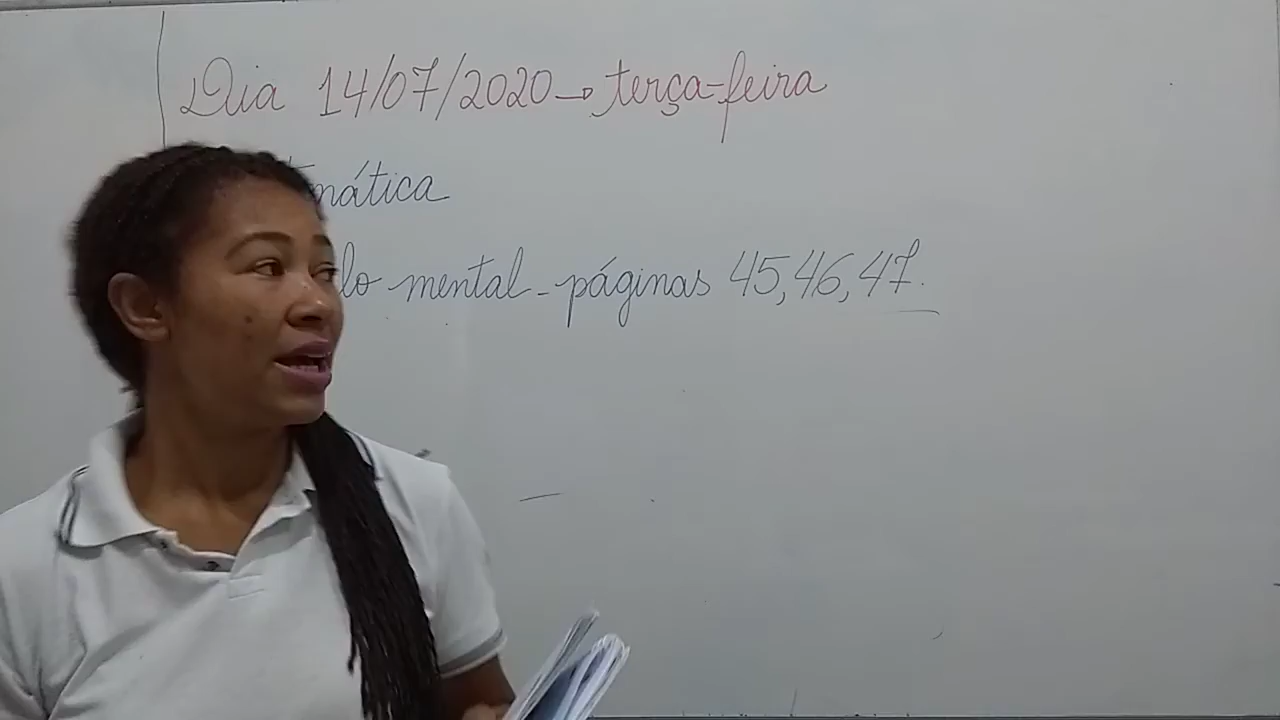 Dia 14/07/2020 → terça-feira
mática
lo mental - páginas 45, 46, 47.